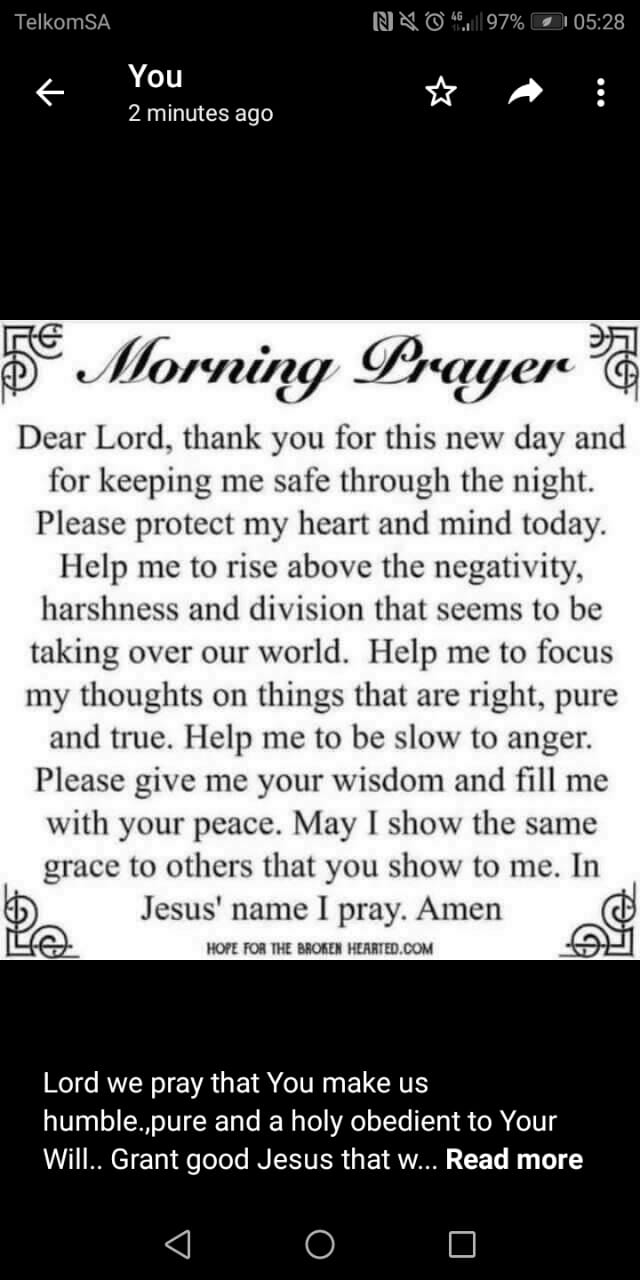 TelkomSA 4G 97% 05:28
You
2 minutes ago
Morning Prayer
Dear Lord, thank you for this new day and
for keeping me safe through the night.
Please protect my heart and mind today.
Help me to rise above the negativity,
harshness and division that seems to be
taking over our world.  Help me to focus
my thoughts on things that are right, pure
and true. Help me to be slow to anger.
Please give me your wisdom and fill me
with your peace. May I show the same
grace to others that you show to me. In
Jesus' name I pray. Amen
HOPE FOR THE BROKEN HEARTED.COM
Lord we pray that You make us
humble.,pure and a holy obedient to Your
Will.. Grant good Jesus that w... Read more